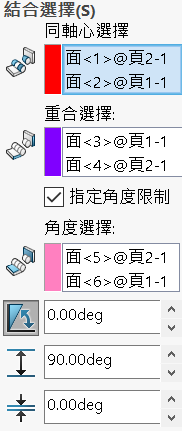 結合選擇(S)
同軸心選擇
面<1>@頁2-1
面<2>@頁1-1
重合選擇:
面<3>@頁1-1
面<4>@頁2-1
指定角度限制
角度選擇:
面<5>@頁2-1
面<6>@頁1-1
0.00deg
90.00deg
0.00deg